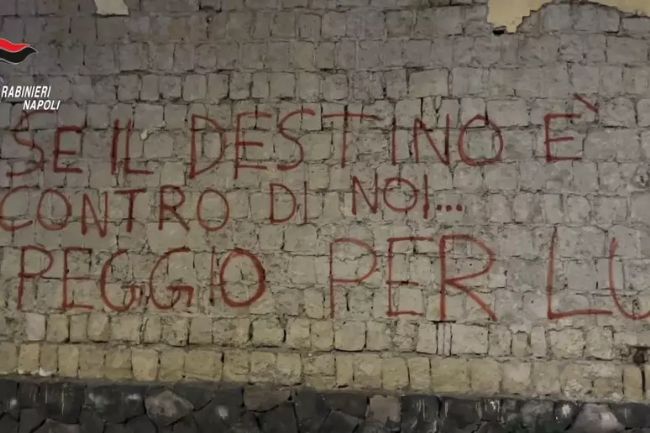 RABINIERI
NAPOLI
SE IL DESTINO È
CONTRO DI NOI...
PEGGIO PER LU